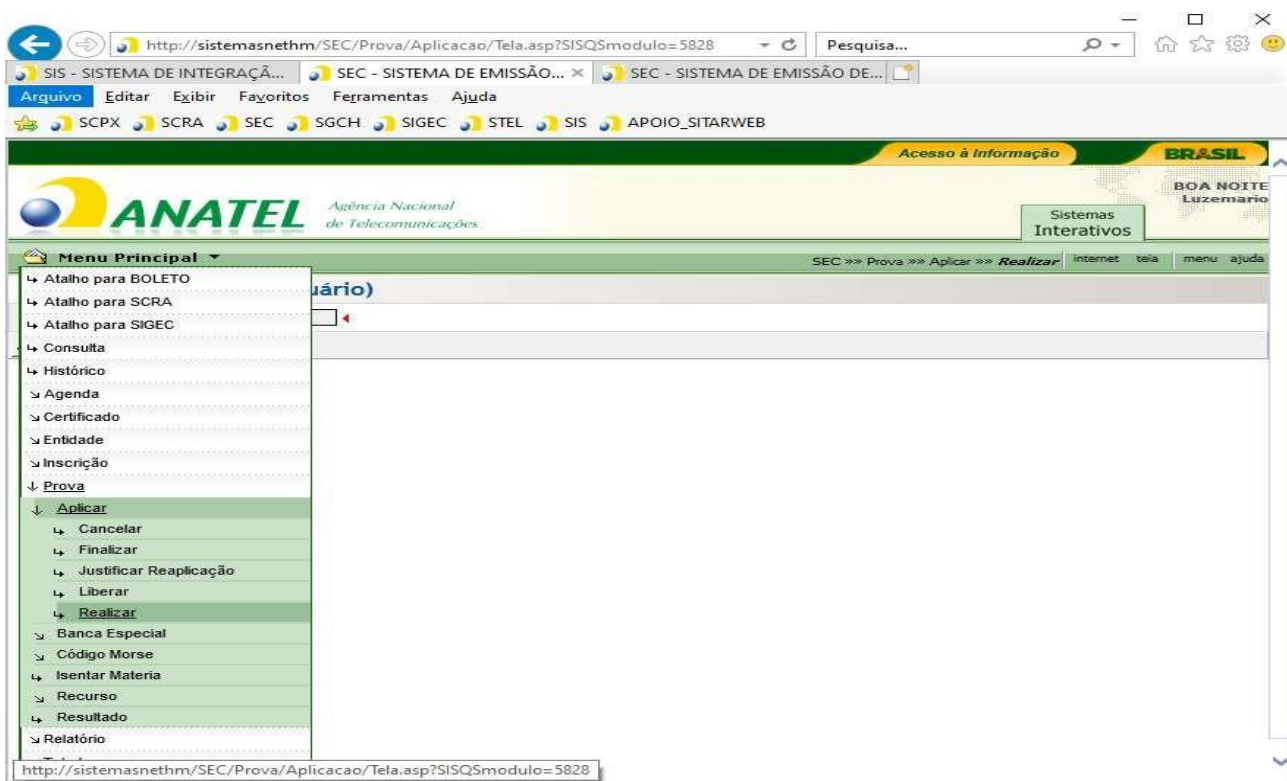 http://sistemasnethm/SEC/Prova/Aplicacao/Tela.asp?SISQSmodulo=5828 Pesquisa...
SIS - SISTEMA DE INTEGRAÇÃ... SEC - SISTEMA DE EMISSÃO... SEC - SISTEMA DE EMISSÃO DE...
Arquivo Editar Exibir Favoritos Ferramentas Ajuda
SCPX SCRA SEC SGCH SIGEC STEL SIS APOIO_SITARWEB
Acesso à Informação BRASIL
ANATEL Agência Nacional
de Telecomunicações
BOA NOITE
Luzemario
Sistemas
Interativos
Menu Principal SEC »» Prova »» Aplicar »» Realizar internet teia menu ajuda
Atalho para BOLETO
uário)
Atalho para SCRA
Atalho para SIGEC
Consulta
Histórico
Agenda
Certificado
Entidade
Inscrição
Prova
Aplicar
Cancelar
Finalizar
Justificar Reaplicação
Liberar
Realizar
Banca Especial
Código Morse
Isentar Materia
Recurso
Resultado
Relatório
http://sistemasnethm/SEC/Prova/Aplicacao/Tela.asp?SISQSmodulo=5828